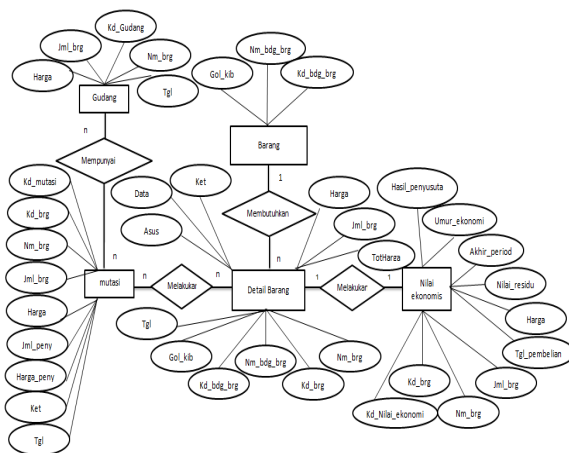 Kd_Gudang
Jml_brg
Nm_brg
Harga
Tgl
Gudang
n
Mempunyai
n
Nm_bdg_brg
Gol_kib
Kd_bdg_brg
Barang
1
Membutuhkan
n
Kd_mutasi
Kd_brg
Nm_brg
Jml_brg
Harga
Jml_peny
Harga_peny
Ket
Tgl
mutasi
n
Melakukar
n
Data
Ket
Asus
Harga
Jml_brg
TotHaraa
Detail Barang
Tgl
Gol_kib
Kd_bdg_brg
Nm_bdg_brg
Kd_brg
Nm_brg
1
Melakukar
1
Hasil_penyusuta
Umur_ekonomi
Akhir_period
Nilai_residu
Harga
Tgl_pembelian
Jml_brg
Nm_brg
Kd_brg
Kd_Nilai_ekonomi
Nilai
ekonomis